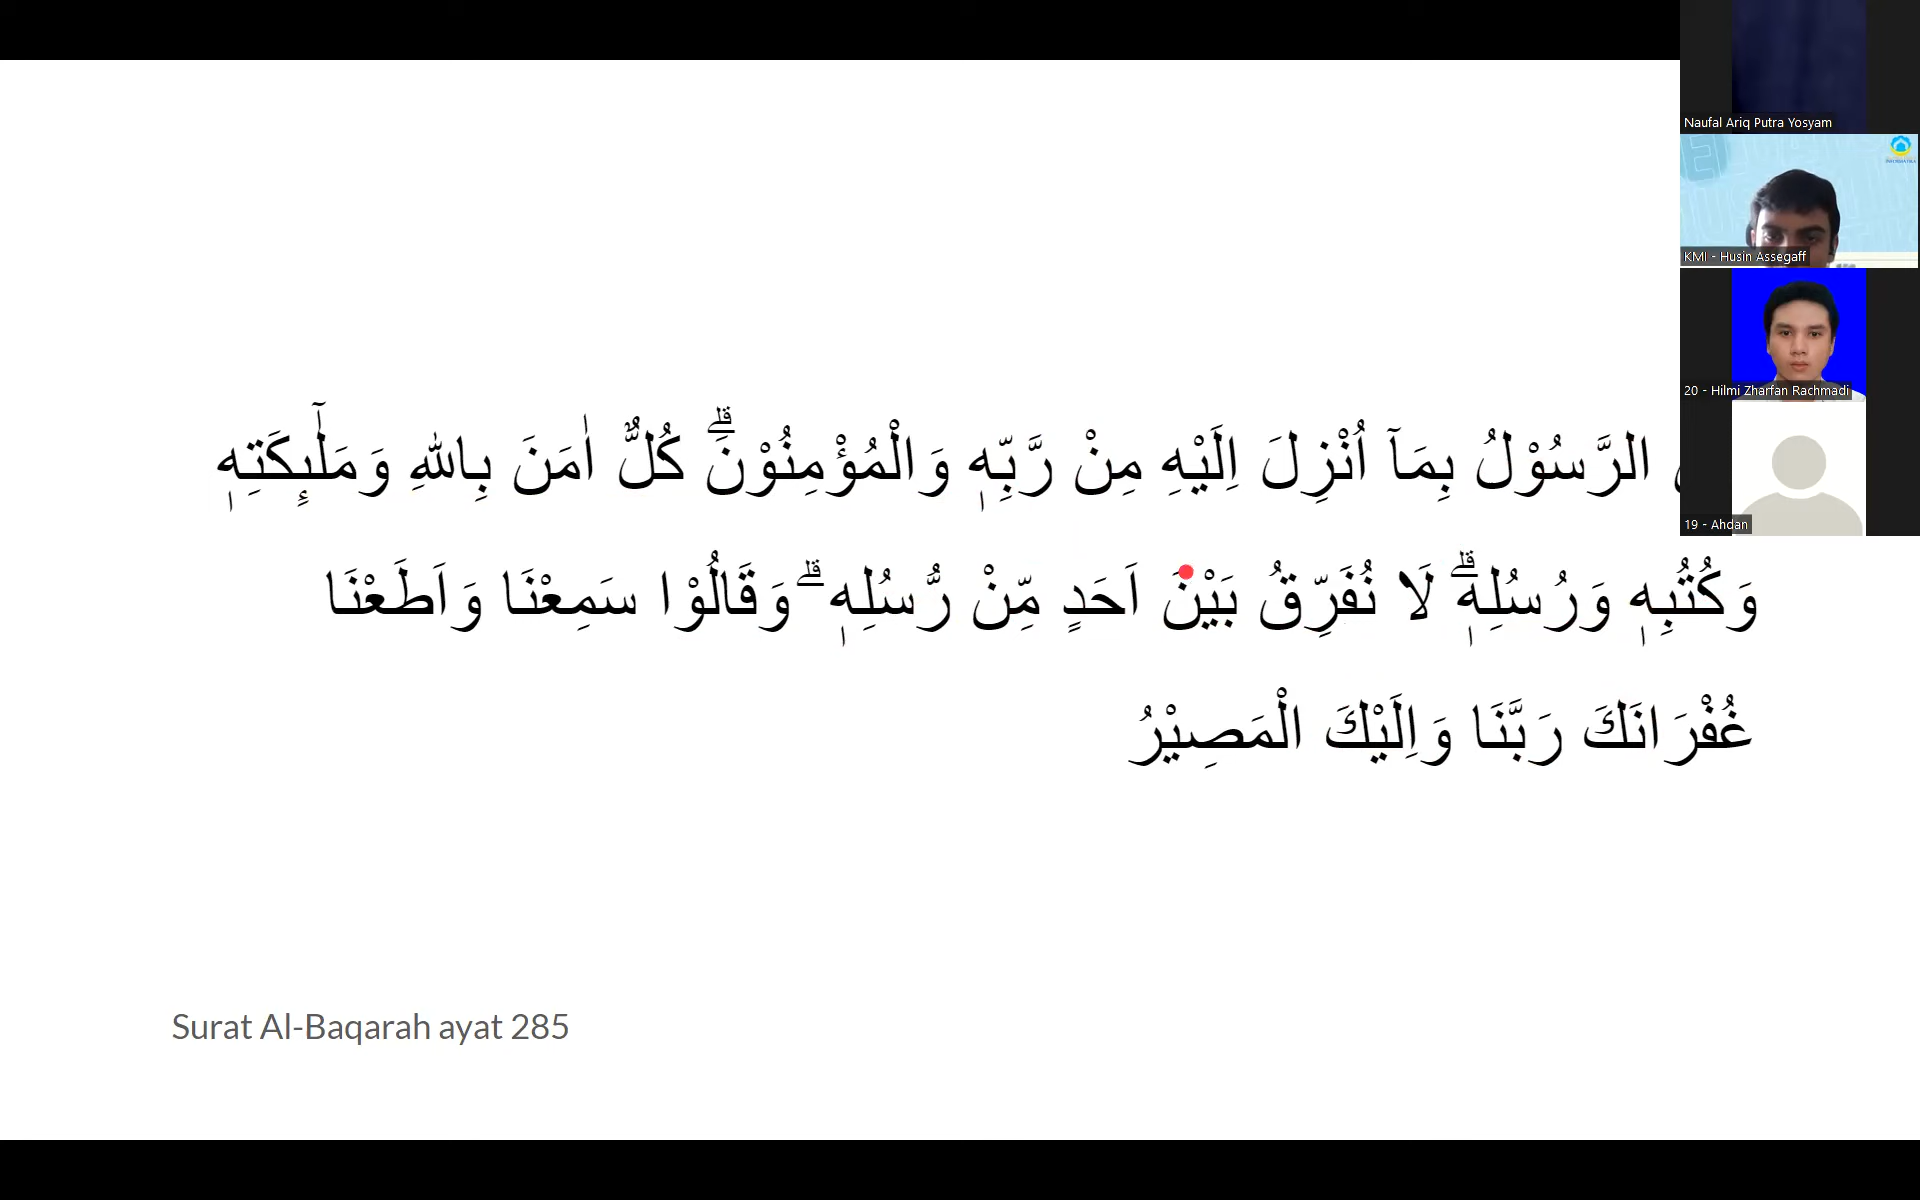 الرَّسُوْلُ بِمَآ اُنْزِلَ اِلَيْهِ مِنْ رَّبِّهٖ وَالْمُؤْمِنُوْنَۗ كُلٌّ اٰمَنَ بِاللّٰهِ وَمَلٰۤىِٕكَتِهٖ
وَكُتُبِهٖ وَرُسُلِهٖۗ لَا نُفَرِّقُ بَيْنَ اَحَدٍ مِّنْ رُّسُلِهٖ ۗ وَقَالُوْا سَمِعْنَا وَاَطَعْنَا
غُفْرَانَكَ رَبَّنَا وَاِلَيْكَ الْمَصِيْرُ
Surat Al-Baqarah ayat 285
Naufal Ariq Putra Yosyam
KMI - Husin Assegaff
20 - Hilmi Zharfan Rachmadi
19 - Ahdan